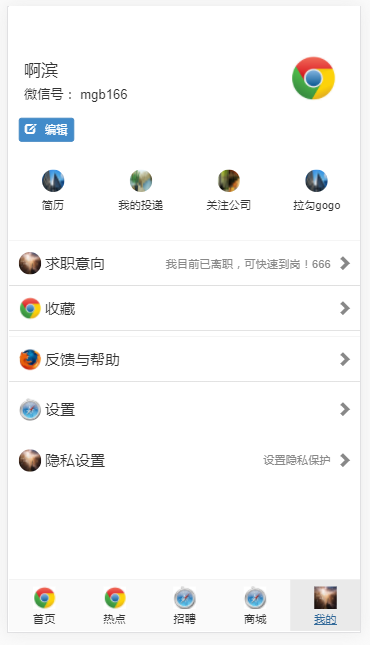 啊滨
微信号： mgb166
编辑
简历 我的投递 关注公司 拉勾gogo
求职意向 我目前已离职，可快速到岗！666
收藏
反馈与帮助
设置
隐私设置 设置隐私保护
首页 热点 招聘 商城 我的